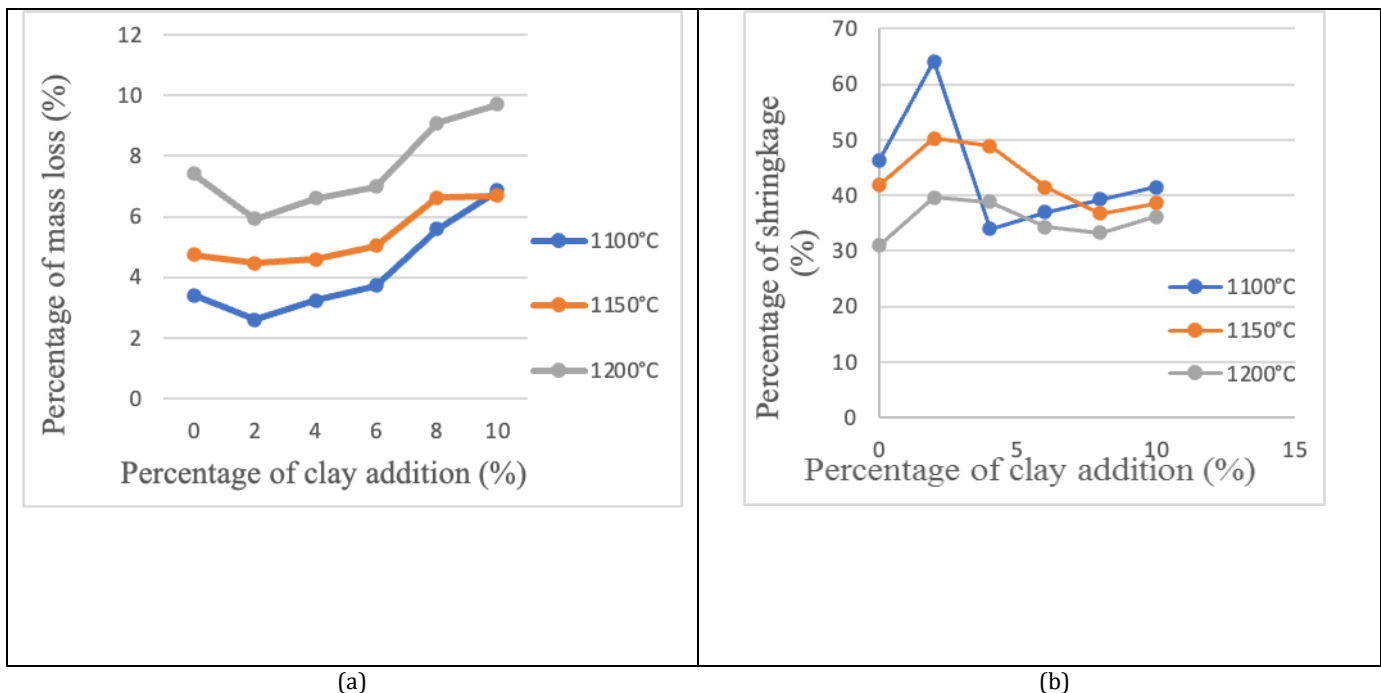 12
10
8
6
4
2
0
0 2 4 6 8 10
Percentage of mass loss (%)
Percentage of clay addition (%)
1100°C
1150°C
1200°C
(a)
70
60
50
40
30
20
10
0
0 5 10 15
Percentage of shringkage
(%)
Percentage of clay addition (%)
1100°C
1150°C
1200°C
(b)